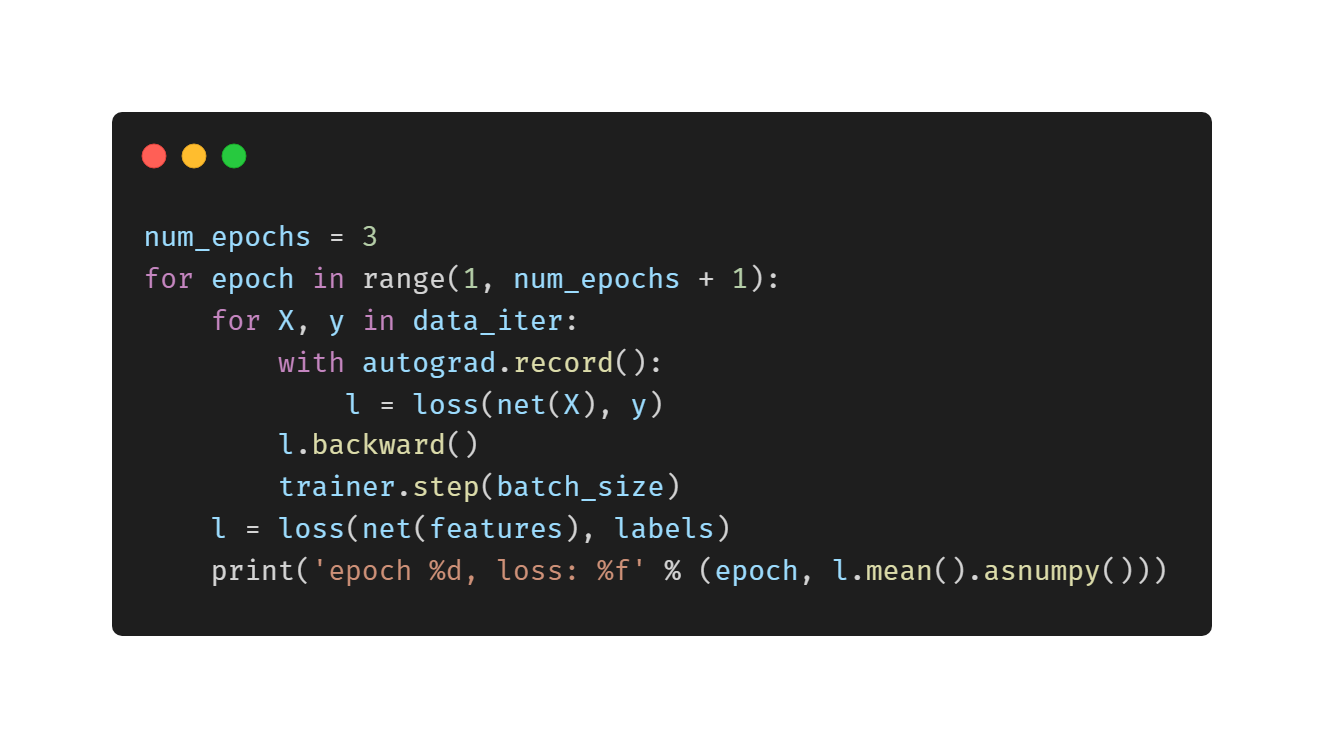 num_epochs = 3
for epoch in range(1, num_epochs + 1):
    for X, y in data_iter:
        with autograd.record():
            l = loss(net(X), y)
        l.backward()
        trainer.step(batch_size)
    l = loss(net(features), labels)
    print('epoch %d, loss: %f' % (epoch, l.mean().asnumpy()))